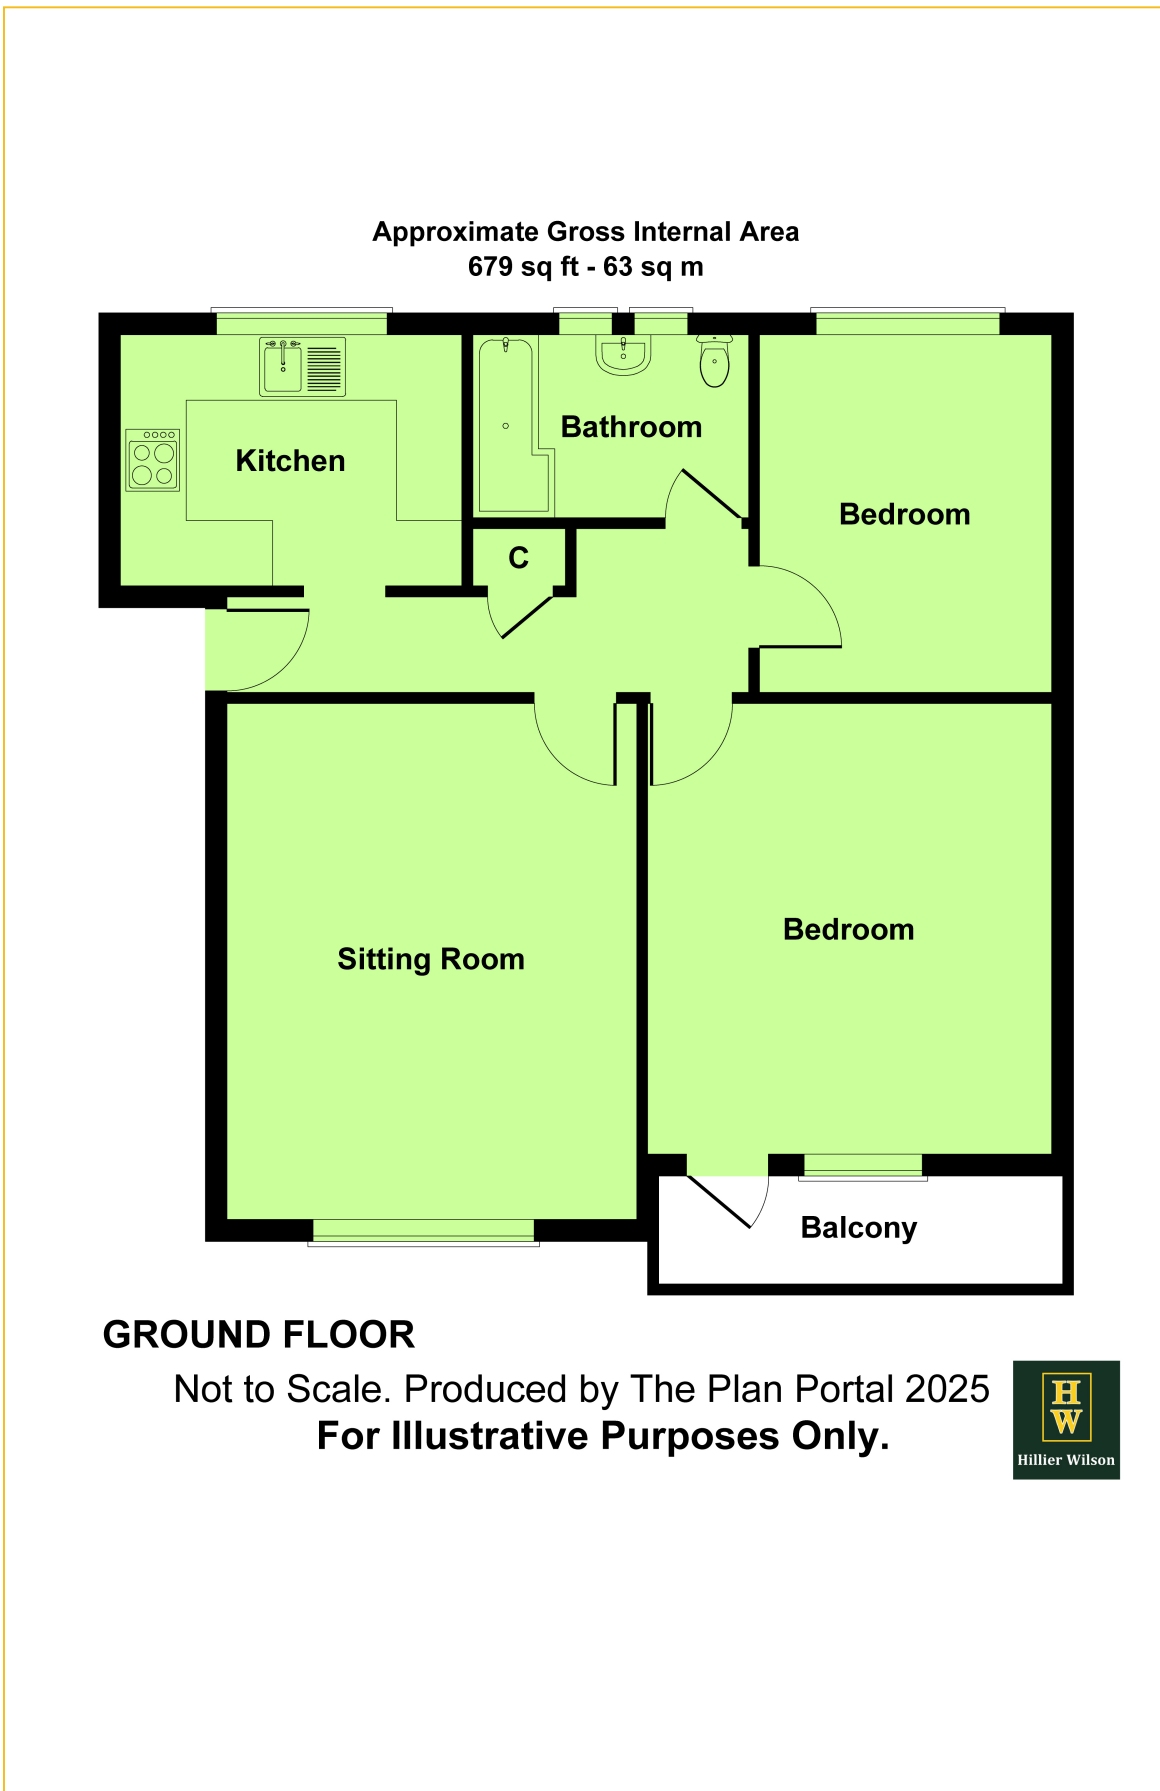 Approximate Gross Internal Area
679 sq ft - 63 sq m
Kitchen
Bathroom
Bedroom
C
Sitting Room
Bedroom
Balcony
GROUND FLOOR
Not to Scale. Produced by The Plan Portal 2025
For Illustrative Purposes Only.
H
W
Hillier Wilson